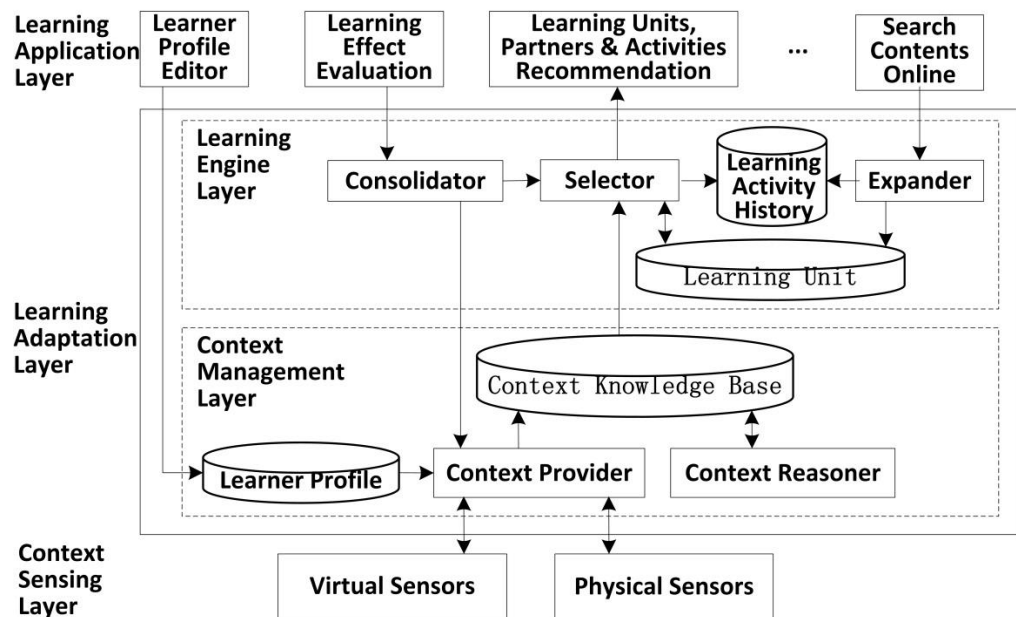 Learning
Application
Layer
Learner
Profile
Editor
Learning
Effect
Evaluation
Learning Units,
Partners & Activities
Recommendation
...
Search
Contents
Online
Learning
Engine
Layer
Consolidator
Selector
Learning
Activity
History
Expander
Learning Unit
Learning
Adaptation
Layer
Context
Management
Layer
Context Knowledge Base
Learner Profile
Context Provider
Context Reasoner
Context
Sensing
Layer
Virtual Sensors
Physical Sensors